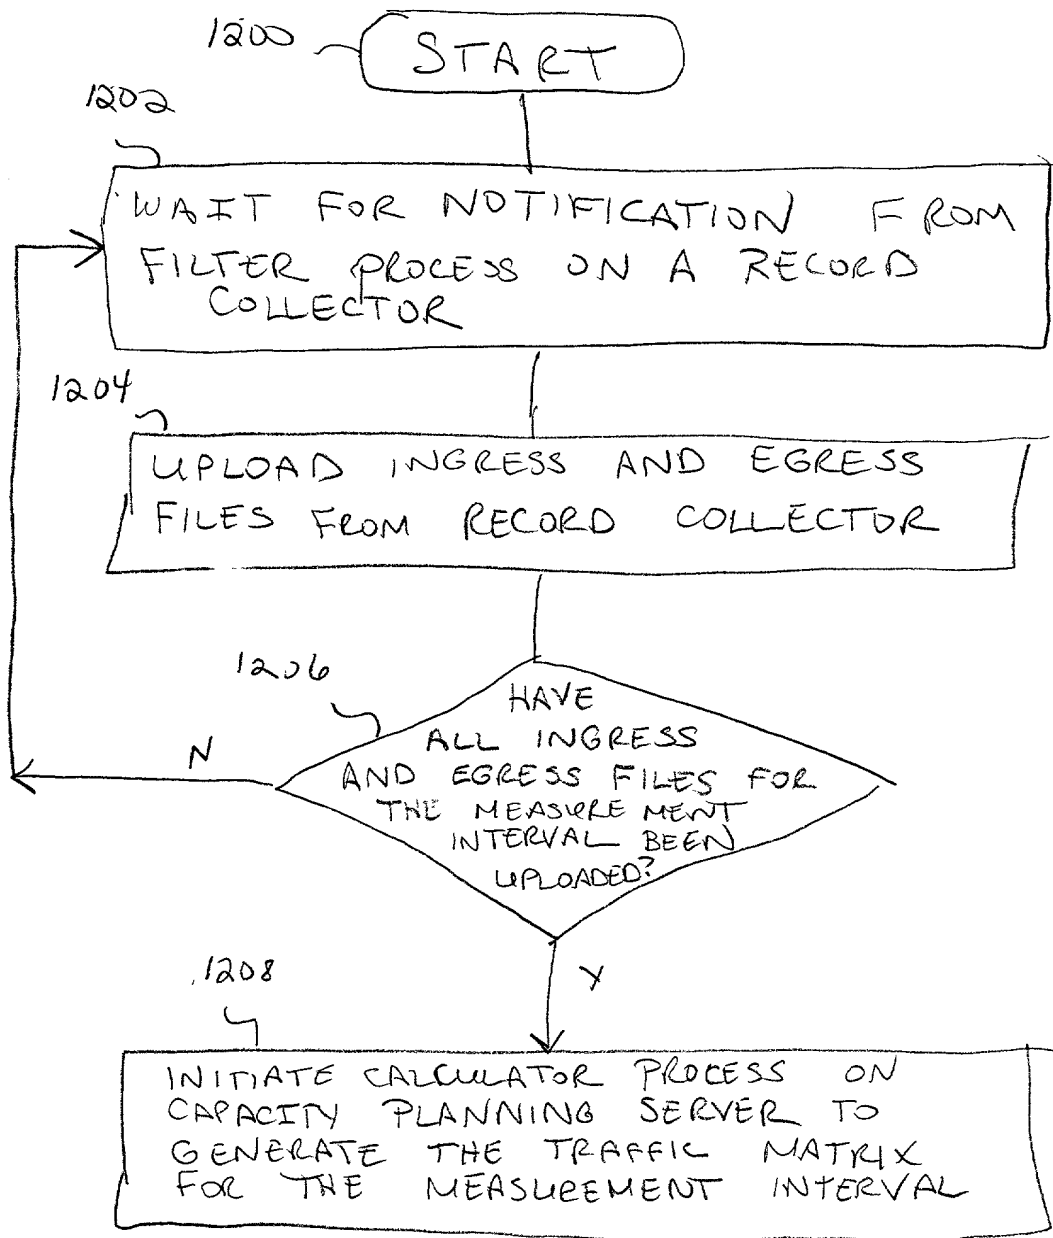 1200
START
1202
WAIT FOR NOTIFICATION FROM
FILTER PROCESS ON A RECORD
COLLECTOR
1204
UPLOAD INGRESS AND EGRESS
FILES FROM RECORD COLLECTOR
1206
HAVE
ALL INGRESS
AND EGRESS FILES FOR
THE MEASUREMENT
INTERVAL BEEN
UPLOADED?
N
Y
1208
INITIATE CALCULATOR PROCESS ON
CAPACITY PLANNING SERVER TO
GENERATE THE TRAFFIC MATRIX
FOR THE MEASUREMENT INTERVAL